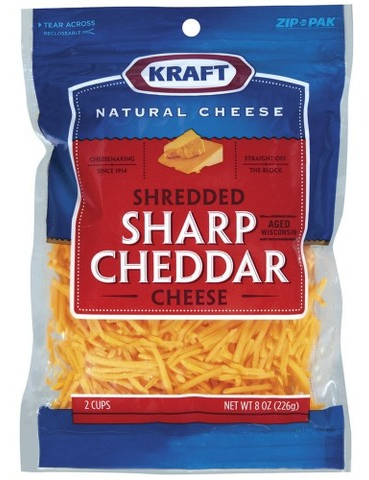 TEAR ACROSS
RECLOSEABLE
ZIP PAK
KRAFT
NATURAL CHEESE
CHEESEMAKING
SINCE 1914
STRAIGHT OFF
THE BLOCK
SHREDDED
SHARP
AGED
WISCONSIN
CHEDDAR
CHEESE
2 CUPS
NET WT 8 OZ (226g)